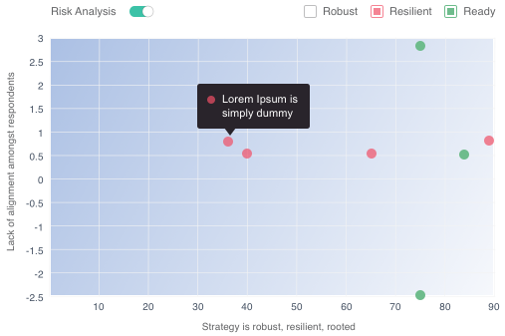 Risk Analysis Robust Resilient Ready
3
2.5
2
1.5
1
0.5
0
-0.5
-1
-1.5
-2
-2.5
Lack of alignment amongst respondents
Lorem Ipsum is
simply dummy
10 20 30 40 50 60 70 80 90
Strategy is robust, resilient, rooted